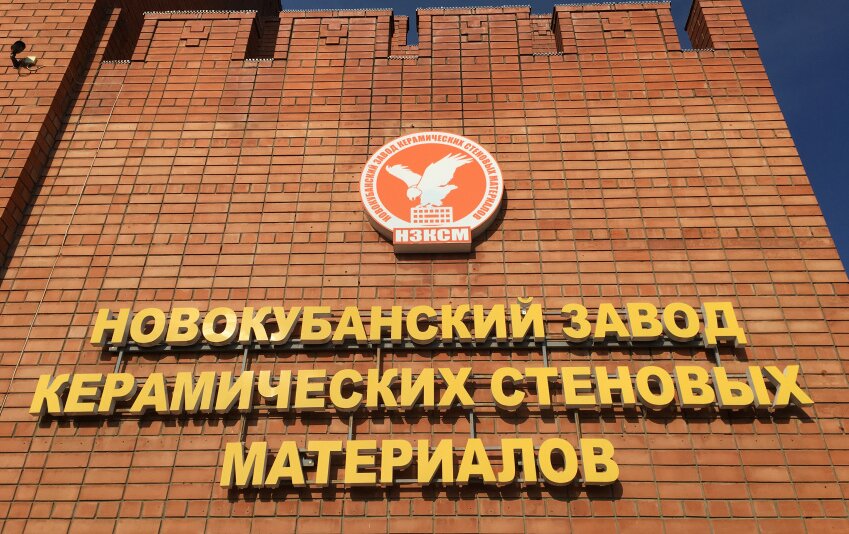 НОВОКУБАНСКИЙ ЗАВОД КЕРАМИЧЕСКИХ СТЕНОВЫХ МАТЕРИАЛОВ
НЗКСМ
НОВОКУБАНСКИЙ ЗАВОД
КЕРАМИЧЕСКИХ СТЕНОВЫХ
МАТЕРИАЛОВ